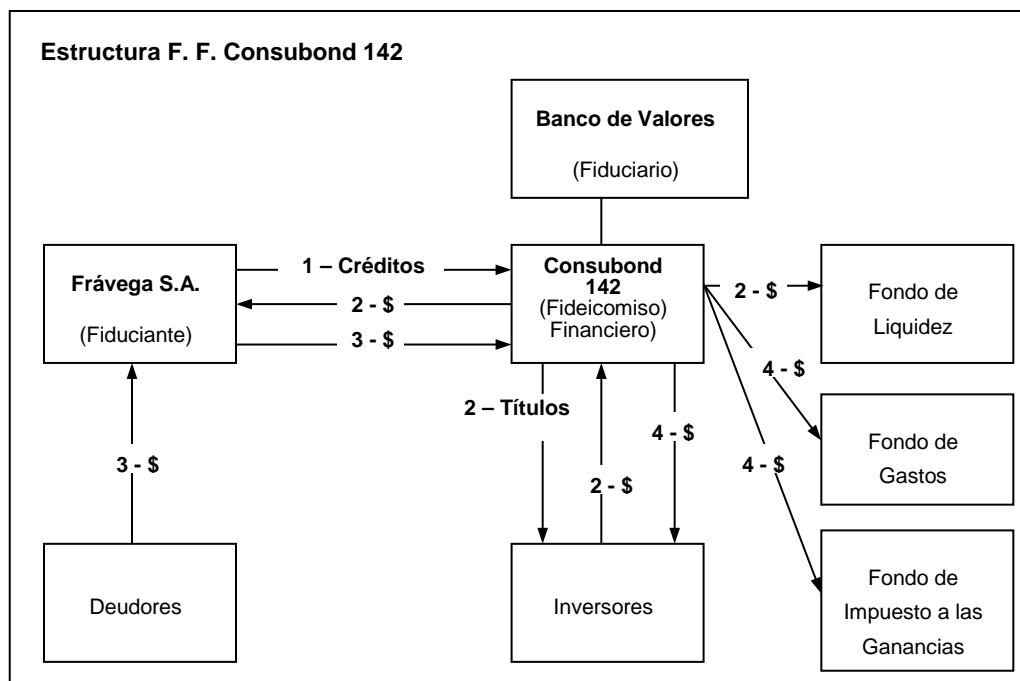 Estructura F. F. Consubond 142
Banco de Valores
(Fiduciario)
Frávega S.A.
(Fiduciante)
1 – Créditos
2 - $
3 - $
Consubond
142
(Fideicomiso)
Financiero)
2 - $
Fondo de
Liquidez
2 – Títulos
4 - $
2 - $
4 - $
4 - $
Fondo de
Gastos
3 - $
Deudores
Inversores
Fondo de
Impuesto a las
Ganancias